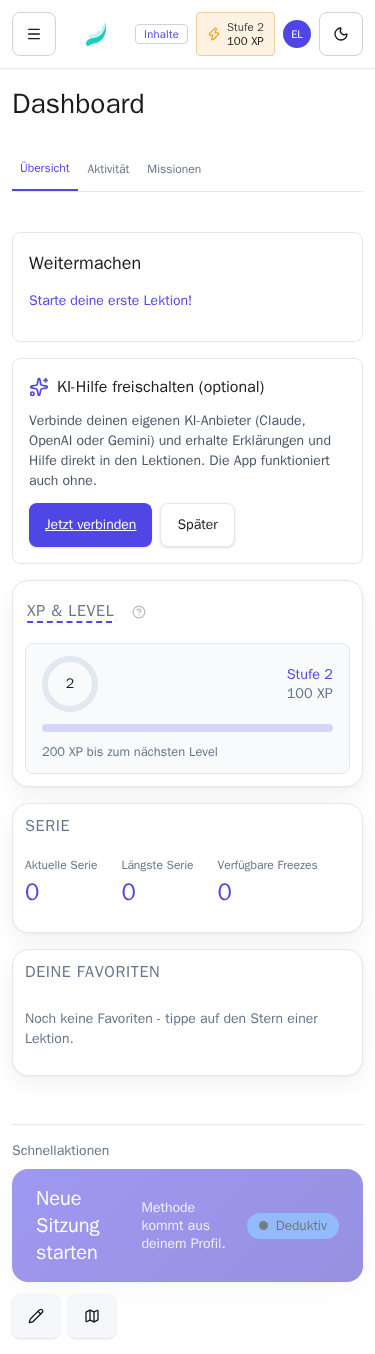 Inhalte
Stufe 2
100 XP
EL
Dashboard
Übersicht
Aktivität
Missionen
Weitermachen
Starte deine erste Lektion!
KI-Hilfe freischalten (optional)
Verbinde deinen eigenen KI-Anbieter (Claude,
OpenAI oder Gemini) und erhalte Erklärungen und
Hilfe direkt in den Lektionen. Die App funktioniert
auch ohne.
Jetzt verbinden
Später
XP & LEVEL
2
Stufe 2
100 XP
200 XP bis zum nächsten Level
SERIE
Aktuelle Serie
Längste Serie
Verfügbare Freezes
0
0
0
DEINE FAVORITEN
Noch keine Favoriten - tippe auf den Stern einer
Lektion.
Schnellaktionen
Neue
Sitzung
starten
Methode
kommt aus
deinem Profil.
Deduktiv